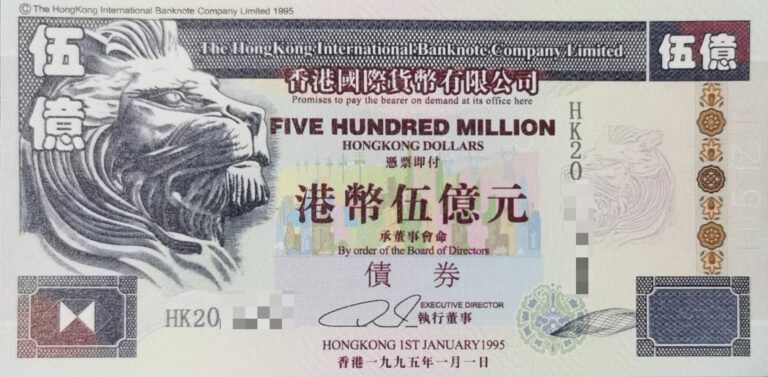 © The HongKong International Banknote Company Limited 1995
伍億
The HongKong International Banknote Company Limited.
伍億
香港國際貨幣有限公司
Promises to pay the bearer on demand at its office here
FIVE HUNDRED MILLION
HONGKONG DOLLARS
憑票即付
港幣伍億元
承董事會命
By order of the Board of Directors
債券
HK20
EXECUTIVE DIRECTOR
執行董事
HK20
HONGKONG 1ST JANUARY 1995
香港一九九五年一月一日